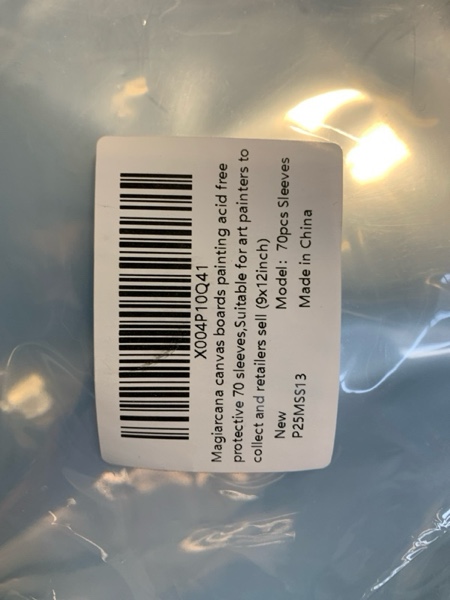 X004P10Q41
Magiarcana canvas boards painting acid free
protective 70 sleeves,Suitable for art painters to
collect and retailers sell (9x12inch)
New Model: 70pcs Sleeves
P25MSS13 Made in China